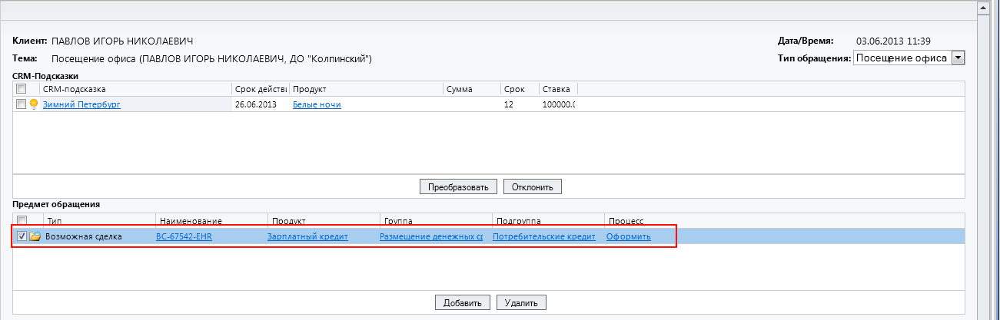 Клиент: ПАВЛОВ ИГОРЬ НИКОЛАЕВИЧ Дата/Время: 03.06.2013 11:39
Тема: Посещение офиса (ПАВЛОВ ИГОРЬ НИКОЛАЕВИЧ, ДО "Колпинский") Тип обращения: Посещение офиса
CRM-Подсказки
CRM-подсказка Срок действи Продукт Сумма Срок Ставка
Зимний Петербург 26.06.2013 Белые ночи 12 100000.0
Преобразовать Отклонить
Предмет обращения
Тип Наименование Продукт Группа Подгруппа Процесс
Возможная сделка ВС-67542-EHR Зарплатный кредит Размещение денежных ср Потребительские кредит Оформить
Добавить Удалить